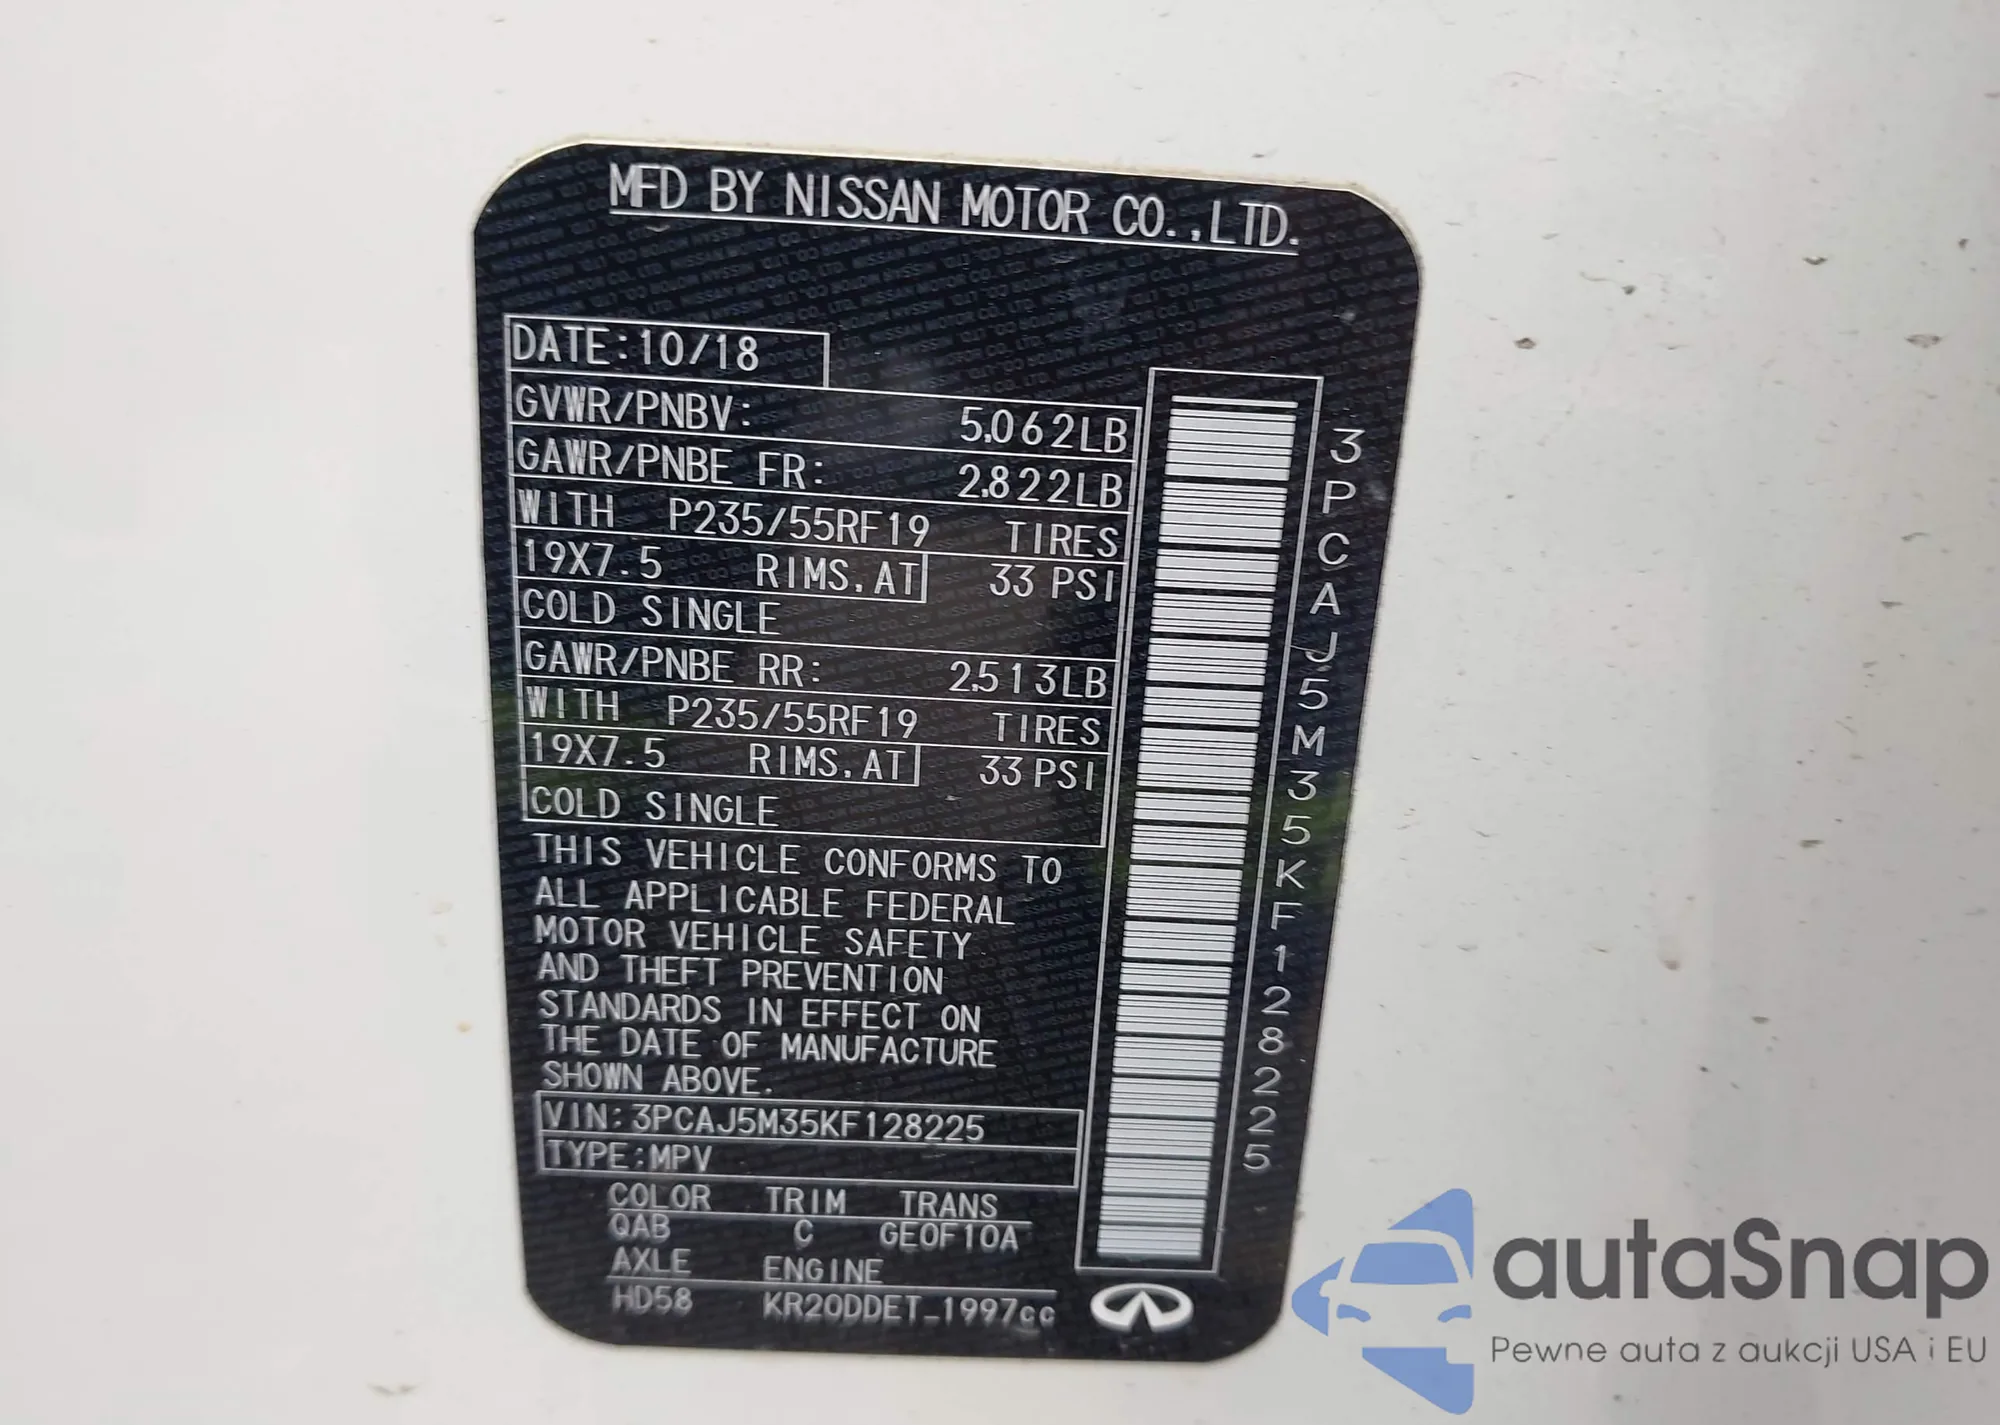 MFD BY NISSAN MOTOR CO.,LTD.
DATE:10/18
GVWR/PNBV: 5,062LB
GAWR/PNBE FR: 2,822LB
WITH P235/55RF19 TIRES
19X7.5 RIMS,AT 33 PSI
COLD SINGLE
GAWR/PNBE RR: 2,513LB
WITH P235/55RF19 TIRES
19X7.5 RIMS,AT 33 PSI
COLD SINGLE
THIS VEHICLE CONFORMS TO
ALL APPLICABLE FEDERAL
MOTOR VEHICLE SAFETY
AND THEFT PREVENTION
STANDARDS IN EFFECT ON
THE DATE OF MANUFACTURE
SHOWN ABOVE.
VIN:3PCAJ5M35KF128225
TYPE:MPV
COLOR TRIM TRANS
QAB C GE0F10A
AXLE ENGINE
HD58 KR20DDET_1997cc
3PCAJ5M35KF128225
autaSnap
Pewne auta z aukcji USA i EU